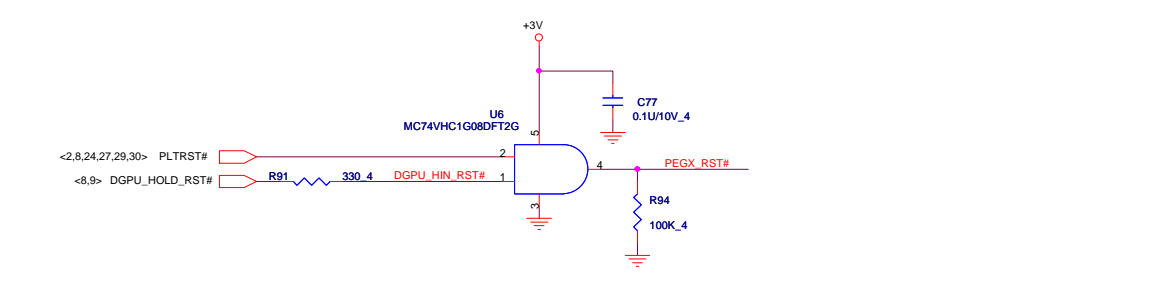 +3V
C77
0.1U/10V_4
U6
MC74VHC1G08DFT2G
5
<2,8,24,27,29,30> PLTRST# 2
4 PEGX_RST#
<8,9> DGPU_HOLD_RST# R91 330_4 DGPU_HIN_RST# 1
3
R94
100K_4